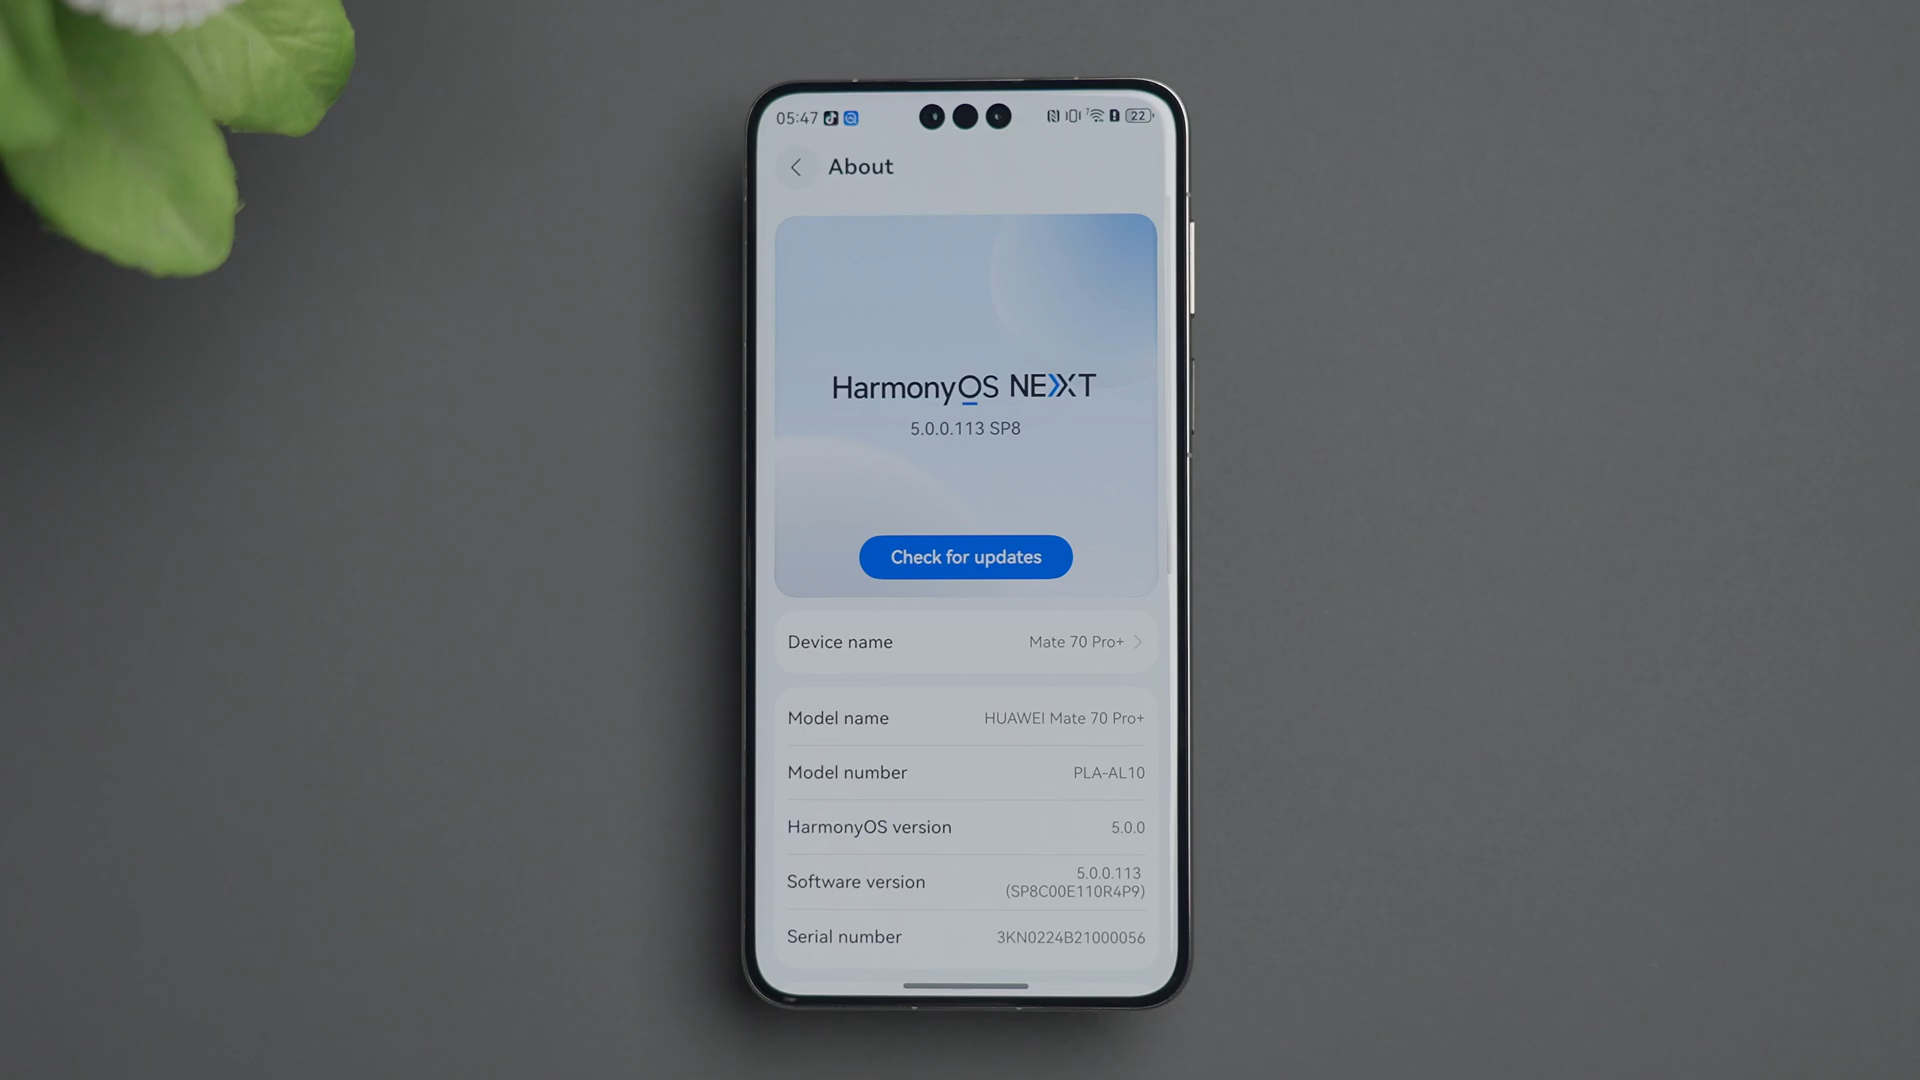 05:47 22
About
HarmonyOS NEXT
5.0.0.113 SP8
Check for updates
Device name Mate 70 Pro+
Model name HUAWEI Mate 70 Pro+
Model number PLA-AL10
HarmonyOS version 5.0.0
Software version 5.0.0.113
(SP8C00E110R4P9)
Serial number 3KN0224B21000056